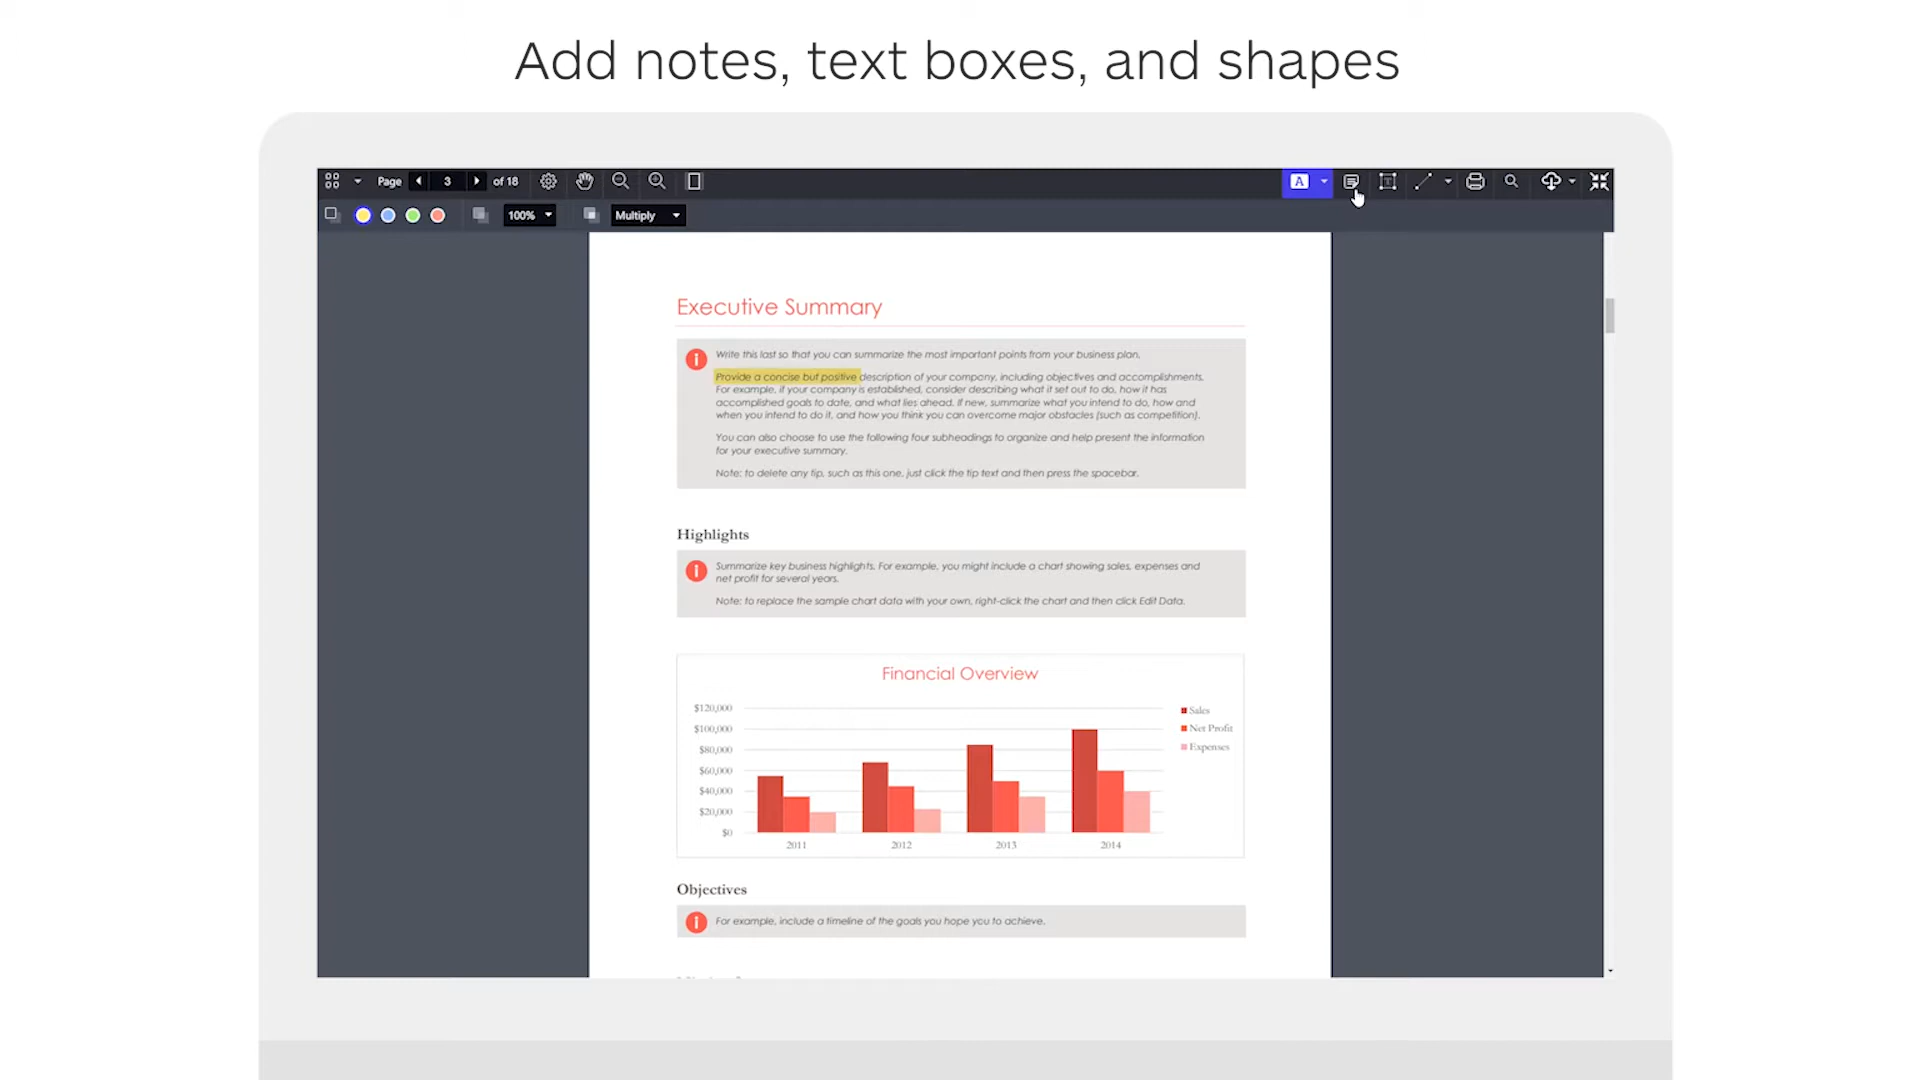 Add notes, text boxes, and shapes
Page 3 of 18
A
T
100% Multiply
Executive Summary
Write this last so that you can summarize the most important points from your business plan.
Provide a concise but positive description of your company, including objectives and accomplishments.
For example, if your company is established, consider describing what it set out to do, how it has
accomplished goals to date, and what lies ahead. If new, summarize what you intend to do, how and
when you intend to do it, and how you think you can overcome major obstacles (such as competition).
You can also choose to use the following four subheadings to organize and help present the information
for your executive summary.
Note: to delete any tip, such as this one, just click the tip text and then press the spacebar.
Highlights
Summarize key business highlights. For example, you might include a chart showing sales, expenses and
net profit for several years.
Note: to replace the sample chart data with your own, right-click the chart and then click Edit Data.
Financial Overview
$120,000
$100,000
$80,000
$60,000
$40,000
$20,000
$0
2011 2012 2013 2014
Sales
Net Profit
Expenses
Objectives
For example, include a timeline of the goals you hope you to achieve.